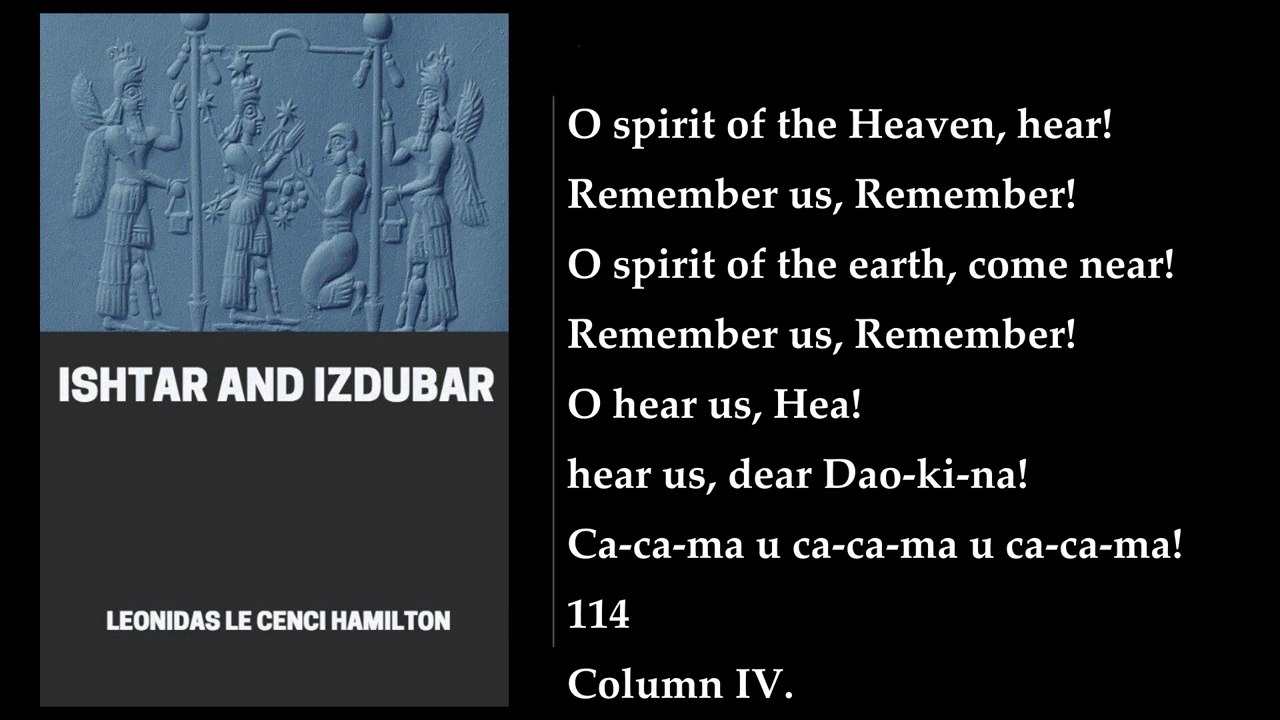 ISHTAR AND IZDUBAR
LEONIDAS LE CENCI HAMILTON
O spirit of the Heaven, hear!
Remember us, Remember!
O spirit of the earth, come near!
Remember us, Remember!
O hear us, Hea!
hear us, dear Dao-ki-na!
Ca-ca-ma u ca-ca-ma u ca-ca-ma!
114
Column IV.